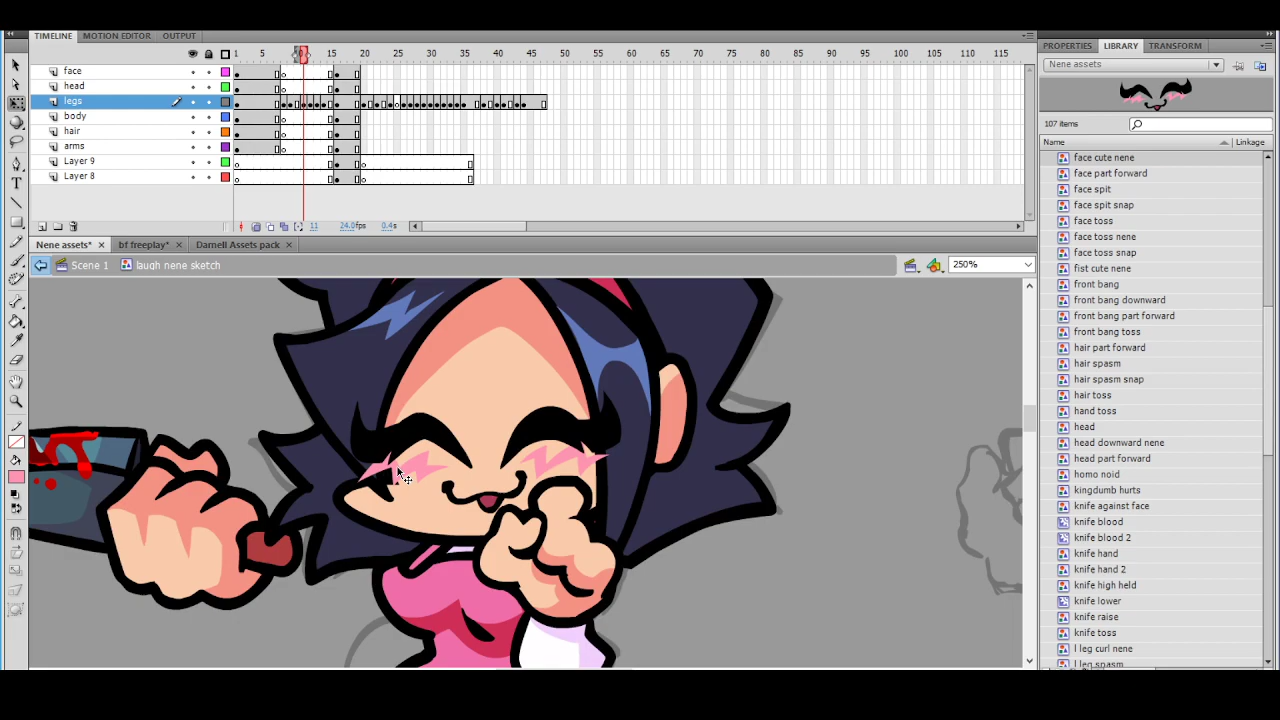 TIMELINE MOTION EDITOR OUTPUT
1 5 15 20 25 30 35 40 45 50 55 60 65 70 75 80 85 90 95 100 105 110 115
face
head
legs
body
hair
arms
Layer 9
Layer 8
11 24.0fps 0.4s
Nene assets* bf freeplay* Darnell Assets pack
Scene 1 laugh nene sketch 250%
PROPERTIES LIBRARY TRANSFORM
Nene assets
107 items
Name Linkage
face cute nene
face part forward
face spit
face spit snap
face toss
face toss nene
face toss snap
fist cute nene
front bang
front bang downward
front bang part forward
front bang toss
hair part forward
hair spasm
hair spasm snap
hair toss
hand toss
head
head downward nene
head part forward
homo noid
kingdumb hurts
knife against face
knife blood
knife blood 2
knife hand
knife hand 2
knife high held
knife lower
knife raise
knife toss
l leg curl nene
l leg spasm